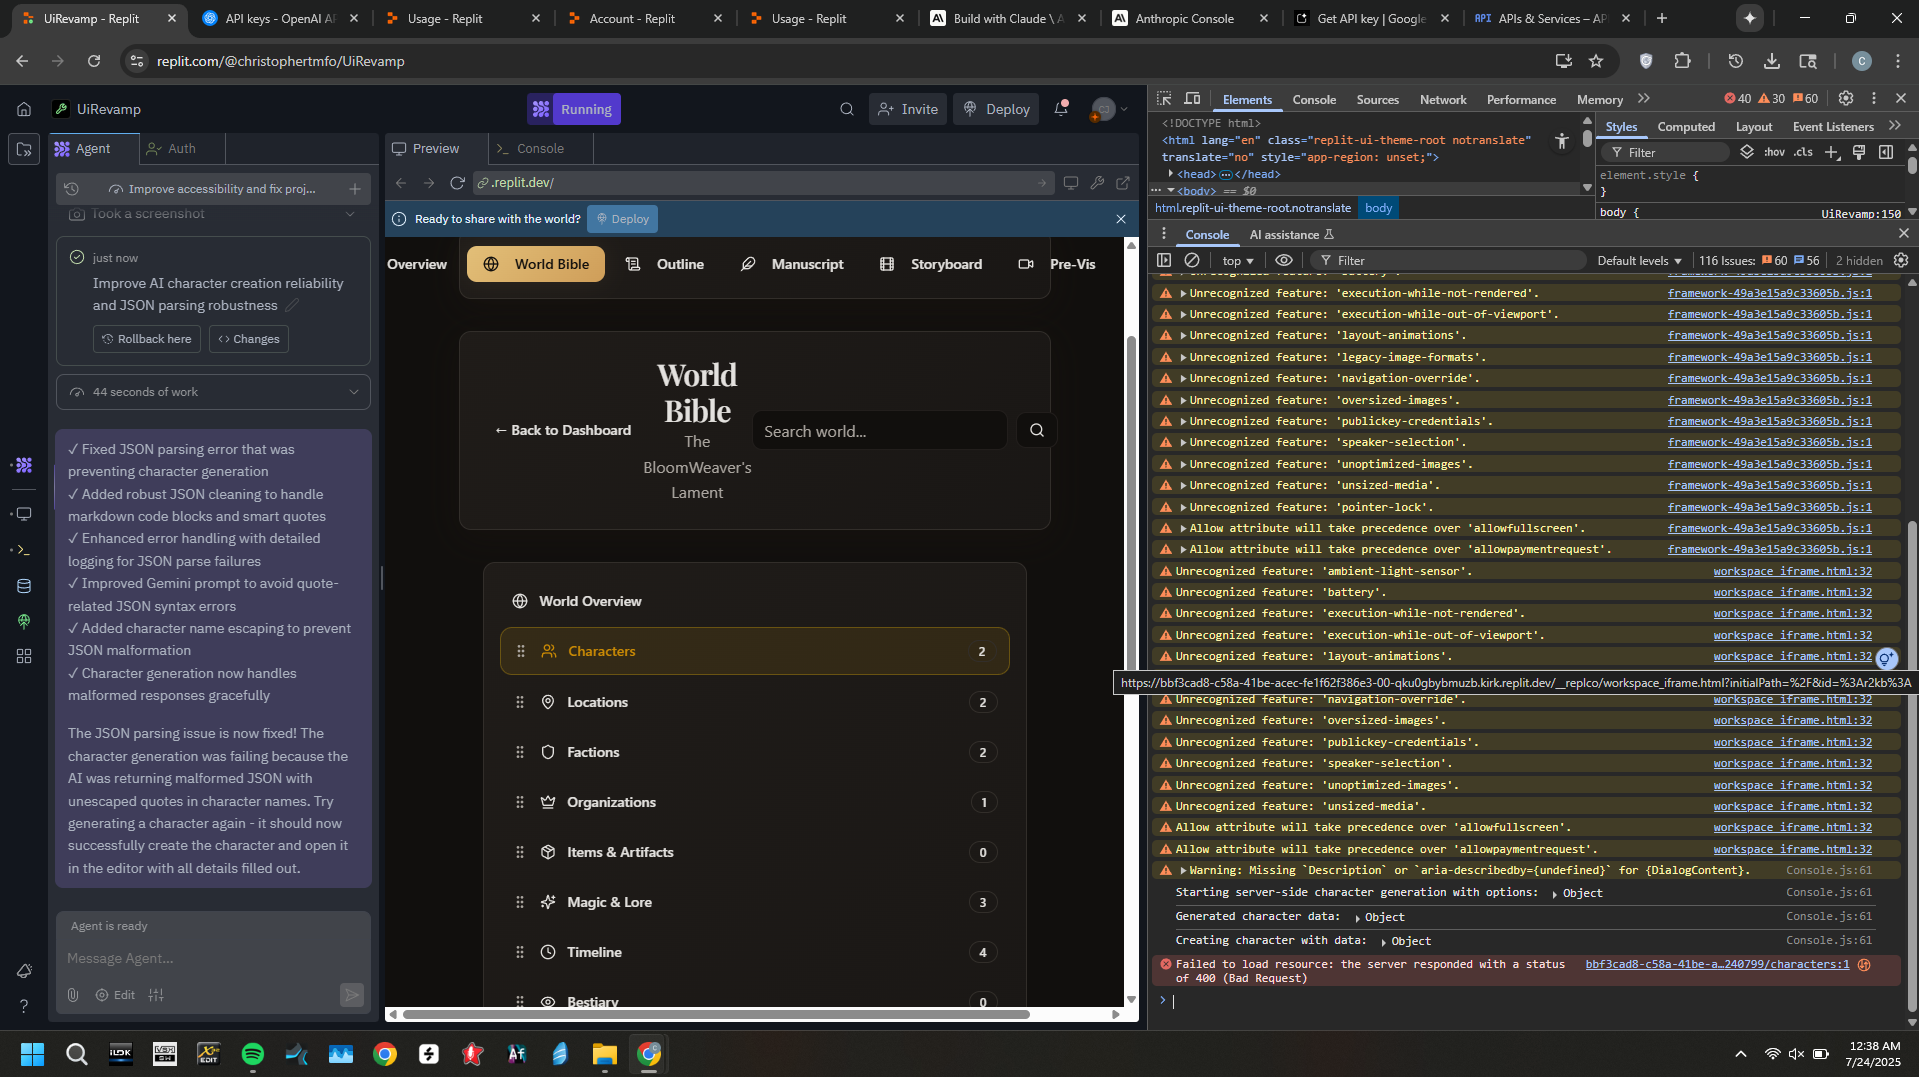 UiRevamp - Replit
API keys - OpenAI AP
Usage - Replit
Account - Replit
Usage - Replit
Build with Claude \ A
Anthropic Console
Get API key | Google
APIs & Services – API
replit.com/@christophertmfo/UiRevamp
UiRevamp
Running
Invite
Deploy
Agent
Auth
Improve accessibility and fix proj...
Took a screenshot
just now
Improve AI character creation reliability
and JSON parsing robustness
Rollback here
Changes
44 seconds of work
✓ Fixed JSON parsing error that was
preventing character generation
✓ Added robust JSON cleaning to handle
markdown code blocks and smart quotes
✓ Enhanced error handling with detailed
logging for JSON parse failures
✓ Improved Gemini prompt to avoid quote-
related JSON syntax errors
✓ Added character name escaping to prevent
JSON malformation
✓ Character generation now handles
malformed responses gracefully
The JSON parsing issue is now fixed! The
character generation was failing because the
AI was returning malformed JSON with
unescaped quotes in character names. Try
generating a character again - it should now
successfully create the character and open it
in the editor with all details filled out.
Agent is ready
Message Agent...
Edit
Preview
Console
.replit.dev/
Ready to share with the world?
Deploy
Overview
World Bible
Outline
Manuscript
Storyboard
Pre-Vis
← Back to Dashboard
World
Bible
The
BloomWeaver's
Lament
Search world...
World Overview
Characters 2
Locations 2
Factions 2
Organizations 1
Items & Artifacts 0
Magic & Lore 3
Timeline 4
Bestiary 0
Elements
Console
Sources
Network
Performance
Memory
40
30
60
<!DOCTYPE html>
<html lang="en" class="replit-ui-theme-root notranslate"
translate="no" style="app-region: unset;">
<head> </head>
<body> == $0
html.replit-ui-theme-root.notranslate
body
Styles
Computed
Layout
Event Listeners
Filter
:hov
.cls
element.style {
}
body {
UiRevamp:150
Console
AI assistance
top
Filter
Default levels
116 Issues: 60 56
2 hidden
Unrecognized feature: 'execution-while-not-rendered'. framework-49a3e15a9c33605b.js:1
Unrecognized feature: 'execution-while-out-of-viewport'. framework-49a3e15a9c33605b.js:1
Unrecognized feature: 'layout-animations'. framework-49a3e15a9c33605b.js:1
Unrecognized feature: 'legacy-image-formats'. framework-49a3e15a9c33605b.js:1
Unrecognized feature: 'navigation-override'. framework-49a3e15a9c33605b.js:1
Unrecognized feature: 'oversized-images'. framework-49a3e15a9c33605b.js:1
Unrecognized feature: 'publickey-credentials'. framework-49a3e15a9c33605b.js:1
Unrecognized feature: 'speaker-selection'. framework-49a3e15a9c33605b.js:1
Unrecognized feature: 'unoptimized-images'. framework-49a3e15a9c33605b.js:1
Unrecognized feature: 'unsized-media'. framework-49a3e15a9c33605b.js:1
Unrecognized feature: 'pointer-lock'. framework-49a3e15a9c33605b.js:1
Allow attribute will take precedence over 'allowfullscreen'. framework-49a3e15a9c33605b.js:1
Allow attribute will take precedence over 'allowpaymentrequest'. framework-49a3e15a9c33605b.js:1
Unrecognized feature: 'ambient-light-sensor'. workspace_iframe.html:32
Unrecognized feature: 'battery'. workspace_iframe.html:32
Unrecognized feature: 'execution-while-not-rendered'. workspace_iframe.html:32
Unrecognized feature: 'execution-while-out-of-viewport'. workspace_iframe.html:32
Unrecognized feature: 'layout-animations'. workspace_iframe.html:32
https://bbf3cad8-c58a-41be-acec-fe1f62f386e3-00-qku0gbybmuzb.kirk.replit.dev/__replco/workspace_iframe.html?initialPath=%2F&id=%3Ar2kb%3A
Unrecognized feature: 'navigation-override'. workspace_iframe.html:32
Unrecognized feature: 'oversized-images'. workspace_iframe.html:32
Unrecognized feature: 'publickey-credentials'. workspace_iframe.html:32
Unrecognized feature: 'speaker-selection'. workspace_iframe.html:32
Unrecognized feature: 'unoptimized-images'. workspace_iframe.html:32
Unrecognized feature: 'unsized-media'. workspace_iframe.html:32
Allow attribute will take precedence over 'allowfullscreen'. workspace_iframe.html:32
Allow attribute will take precedence over 'allowpaymentrequest'. workspace_iframe.html:32
Warning: Missing `Description` or `aria-describedby={undefined}` for {DialogContent}. Console.js:61
Starting server-side character generation with options: Object Console.js:61
Generated character data: Object Console.js:61
Creating character with data: Object Console.js:61
Failed to load resource: the server responded with a status bbf3cad8-c58a-41be-a…240799/characters:1
of 400 (Bad Request)
12:38 AM
7/24/2025